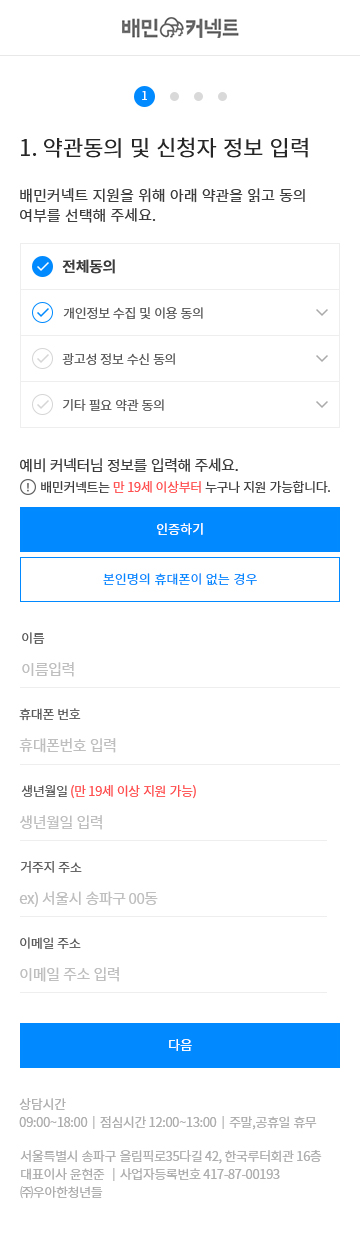 배민커넥트
1
1. 약관동의 및 신청자 정보 입력
배민커넥트 지원을 위해 아래 약관을 읽고 동의
여부를 선택해 주세요.
전체동의
개인정보 수집 및 이용 동의
광고성 정보 수신 동의
기타 필요 약관 동의
예비 커넥터님 정보를 입력해 주세요.
배민커넥트는 만 19세 이상부터 누구나 지원 가능합니다.
인증하기
본인명의 휴대폰이 없는 경우
이름
이름입력
휴대폰 번호
휴대폰번호 입력
생년월일 (만 19세 이상 지원 가능)
생년월일 입력
거주지 주소
ex) 서울시 송파구 00동
이메일 주소
이메일 주소 입력
다음
상담시간
09:00~18:00 | 점심시간 12:00~13:00 | 주말,공휴일 휴무
서울특별시 송파구 올림픽로35다길 42, 한국루터회관 16층
대표이사 윤현준 | 사업자등록번호 417-87-00193
㈜우아한청년들